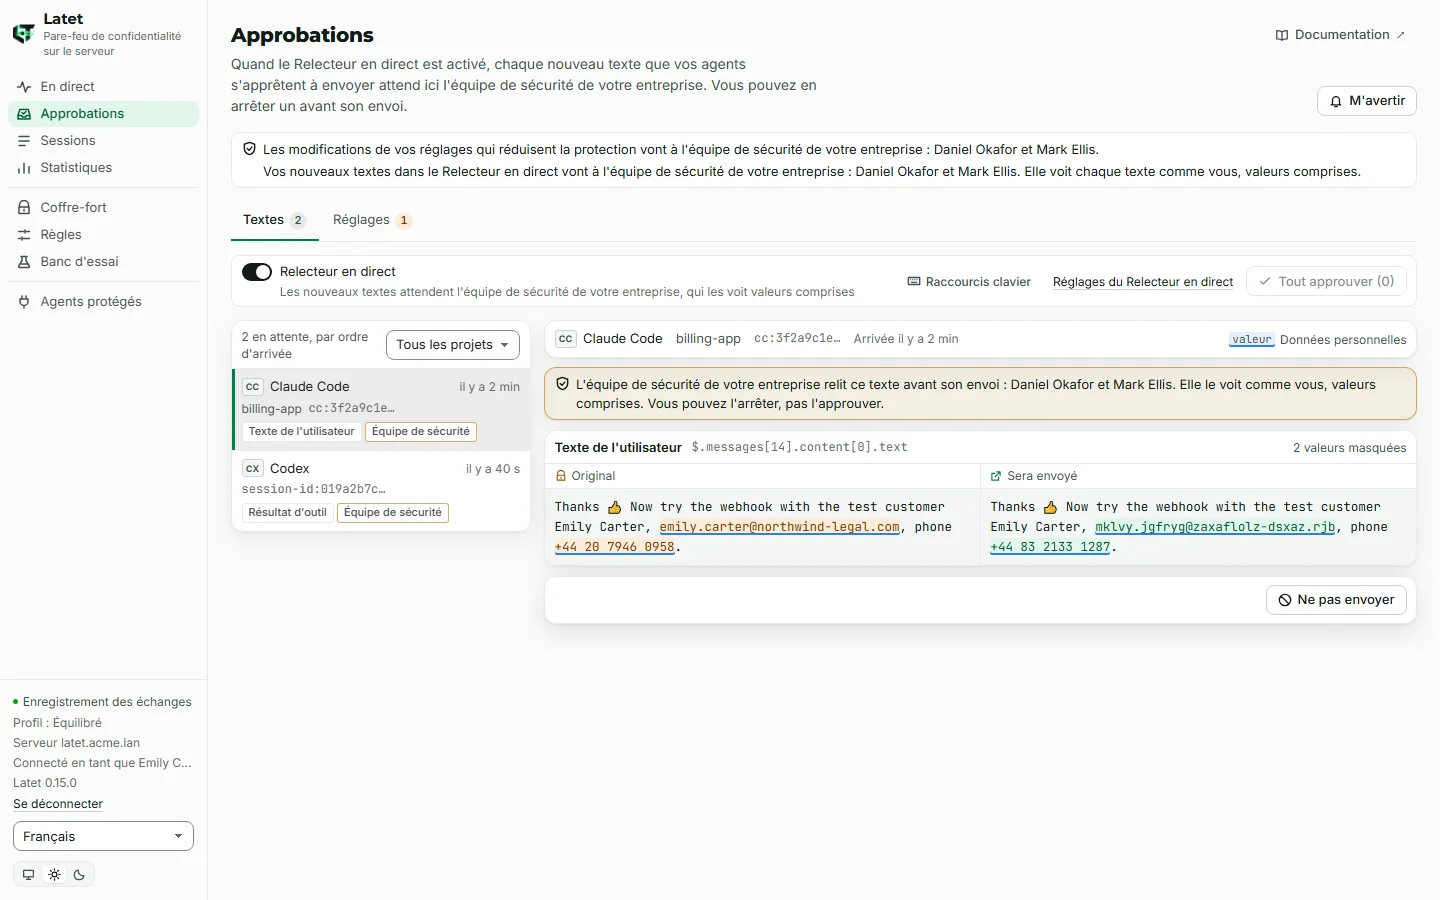 Latet
Pare-feu de confidentialité
sur le serveur
En direct
Approbations
Sessions
Statistiques
Coffre-fort
Règles
Banc d'essai
Agents protégés
Enregistrement des échanges
Profil : Équilibré
Serveur latet.acme.lan
Connecté en tant que Emily C...
Latet 0.15.0
Se déconnecter
Français
Approbations
Documentation ↗
Quand le Relecteur en direct est activé, chaque nouveau texte que vos agents
s'apprêtent à envoyer attend ici l'équipe de sécurité de votre entreprise. Vous pouvez en
arrêter un avant son envoi.
M'avertir
Les modifications de vos réglages qui réduisent la protection vont à l'équipe de sécurité de votre entreprise : Daniel Okafor et Mark Ellis.
Vos nouveaux textes dans le Relecteur en direct vont à l'équipe de sécurité de votre entreprise : Daniel Okafor et Mark Ellis. Elle voit chaque texte comme vous, valeurs comprises.
Textes 2
Réglages 1
Relecteur en direct
Les nouveaux textes attendent l'équipe de sécurité de votre entreprise, qui les voit valeurs comprises
Raccourcis clavier
Réglages du Relecteur en direct
Tout approuver (0)
2 en attente, par ordre
d'arrivée
Tous les projets
CC Claude Code il y a 2 min
billing-app cc:3f2a9c1e…
Texte de l'utilisateur Équipe de sécurité
CX Codex il y a 40 s
session-id:019a2b7c…
Résultat d'outil Équipe de sécurité
CC Claude Code billing-app cc:3f2a9c1e… Arrivée il y a 2 min
valeur Données personnelles
L'équipe de sécurité de votre entreprise relit ce texte avant son envoi : Daniel Okafor et Mark Ellis. Elle le voit comme vous, valeurs
comprises. Vous pouvez l'arrêter, pas l'approuver.
Texte de l'utilisateur $.messages[14].content[0].text
2 valeurs masquées
Original
Thanks 👍 Now try the webhook with the test customer
Emily Carter, emily.carter@northwind-legal.com, phone
+44 20 7946 0958.
Sera envoyé
Thanks 👍 Now try the webhook with the test customer
Emily Carter, mklvy.jgfryg@zaxaflolz-dsxaz.rjb, phone
+44 83 2133 1287.
Ne pas envoyer